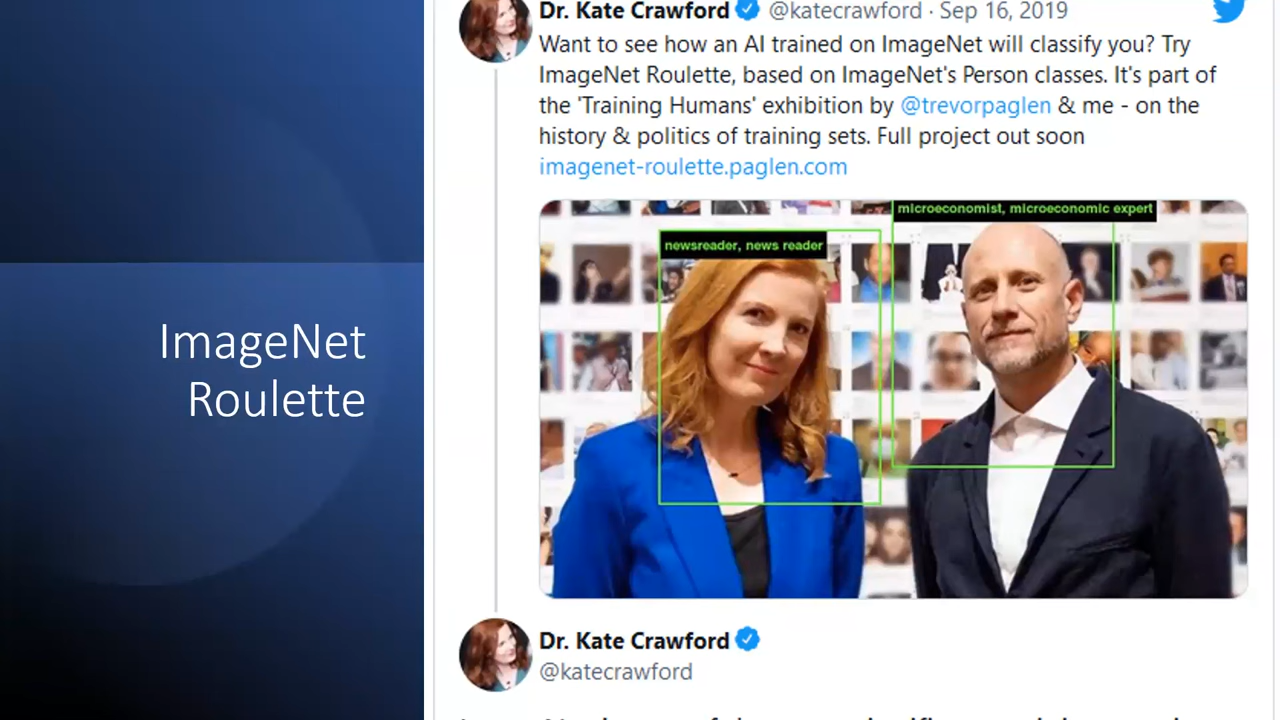 ImageNet
Roulette
Dr. Kate Crawford @katecrawford · Sep 16, 2019
Want to see how an AI trained on ImageNet will classify you? Try
ImageNet Roulette, based on ImageNet's Person classes. It's part of
the 'Training Humans' exhibition by @trevorpaglen & me - on the
history & politics of training sets. Full project out soon
imagenet-roulette.paglen.com
microeconomist, microeconomic expert
newsreader, news reader
Dr. Kate Crawford
@katecrawford